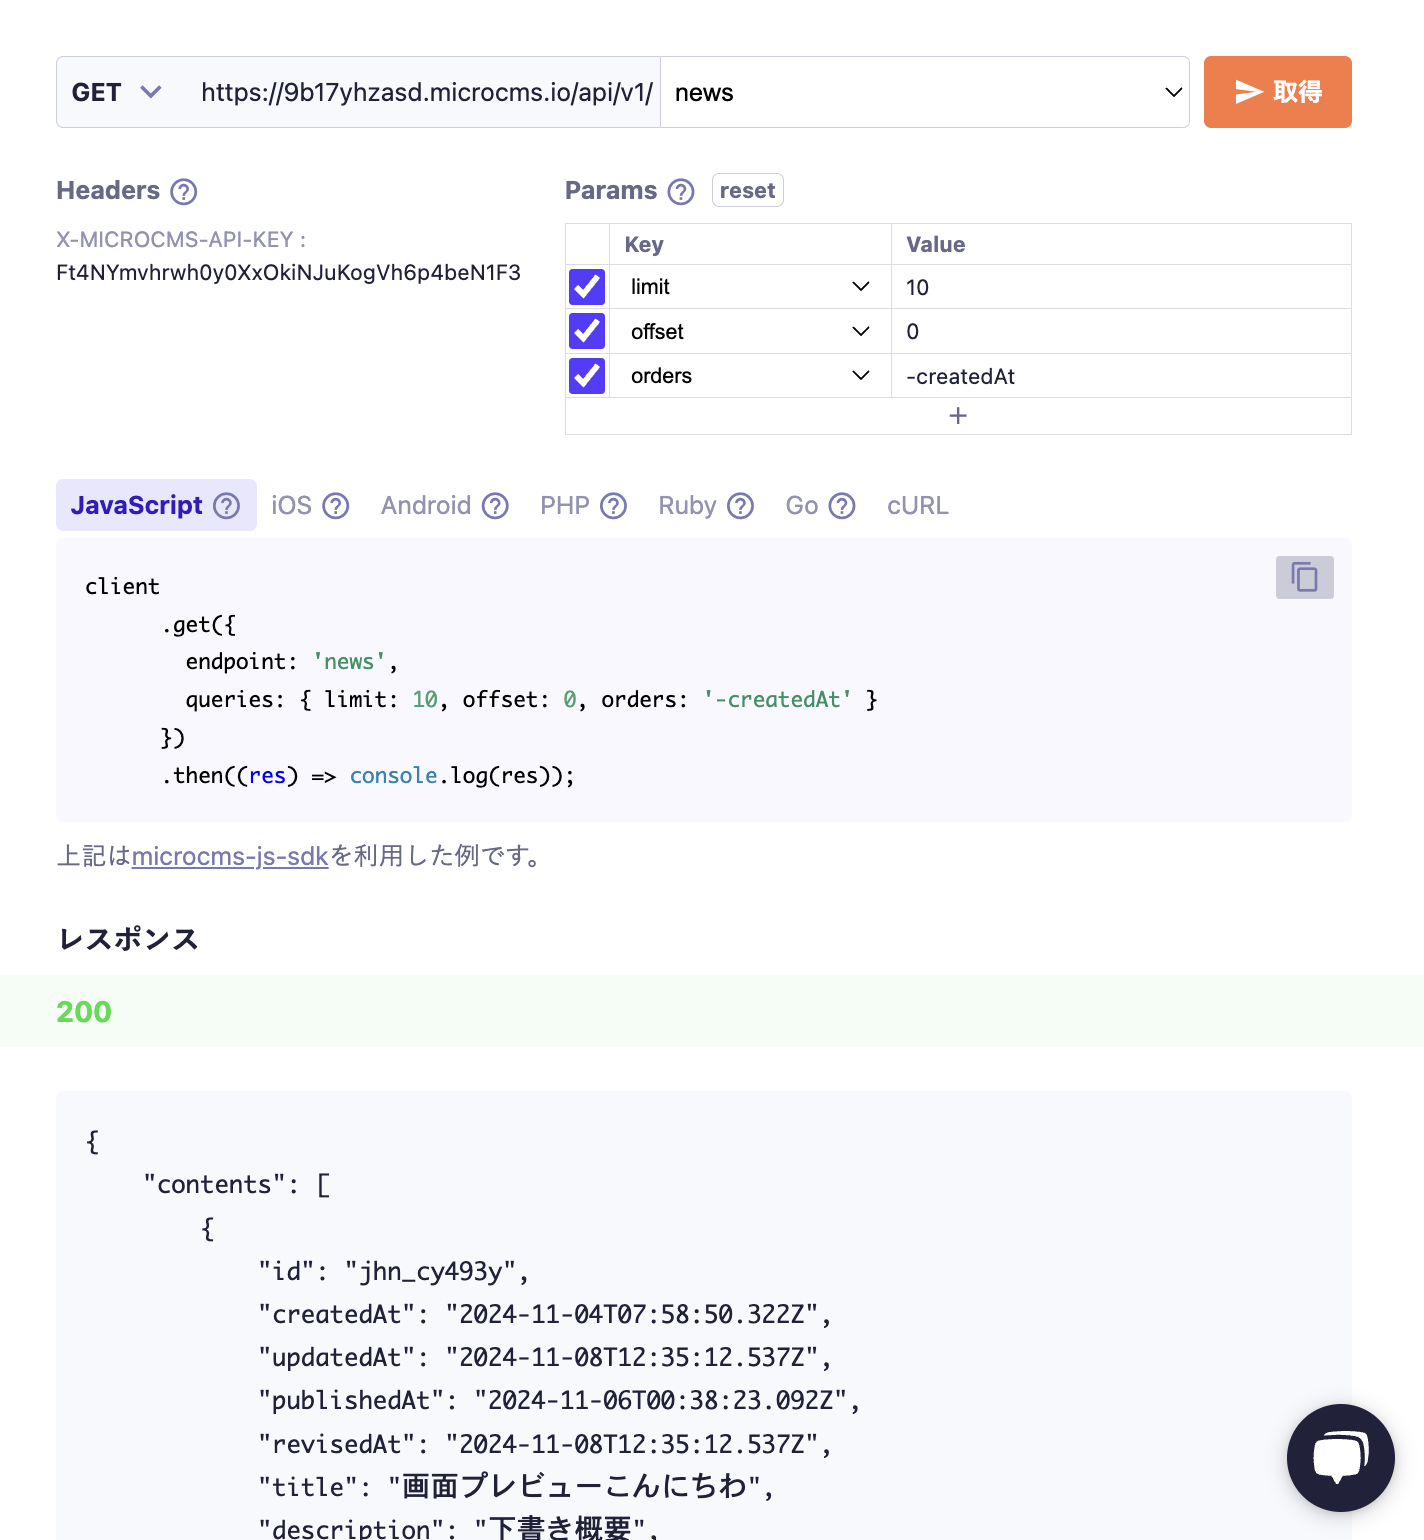 GET https://9b17yhzasd.microcms.io/api/v1/ news 取得
Headers ? Params ? reset
X-MICROCMS-API-KEY :
Ft4NYmvhrwh0y0XxOkiNJuKogVh6p4beN1F3
Key Value
limit 10
offset 0
orders -createdAt
+
JavaScript ? iOS ? Android ? PHP ? Ruby ? Go ? cURL
client
.get({
endpoint: 'news',
queries: { limit: 10, offset: 0, orders: '-createdAt' }
})
.then((res) => console.log(res));
上記はmicrocms-js-sdkを利用した例です。
レスポンス
200
{
"contents": [
{
"id": "jhn_cy493y",
"createdAt": "2024-11-04T07:58:50.322Z",
"updatedAt": "2024-11-08T12:35:12.537Z",
"publishedAt": "2024-11-06T00:38:23.092Z",
"revisedAt": "2024-11-08T12:35:12.537Z",
"title": "画面プレビューこんにちわ",
"description": "下書き概要",